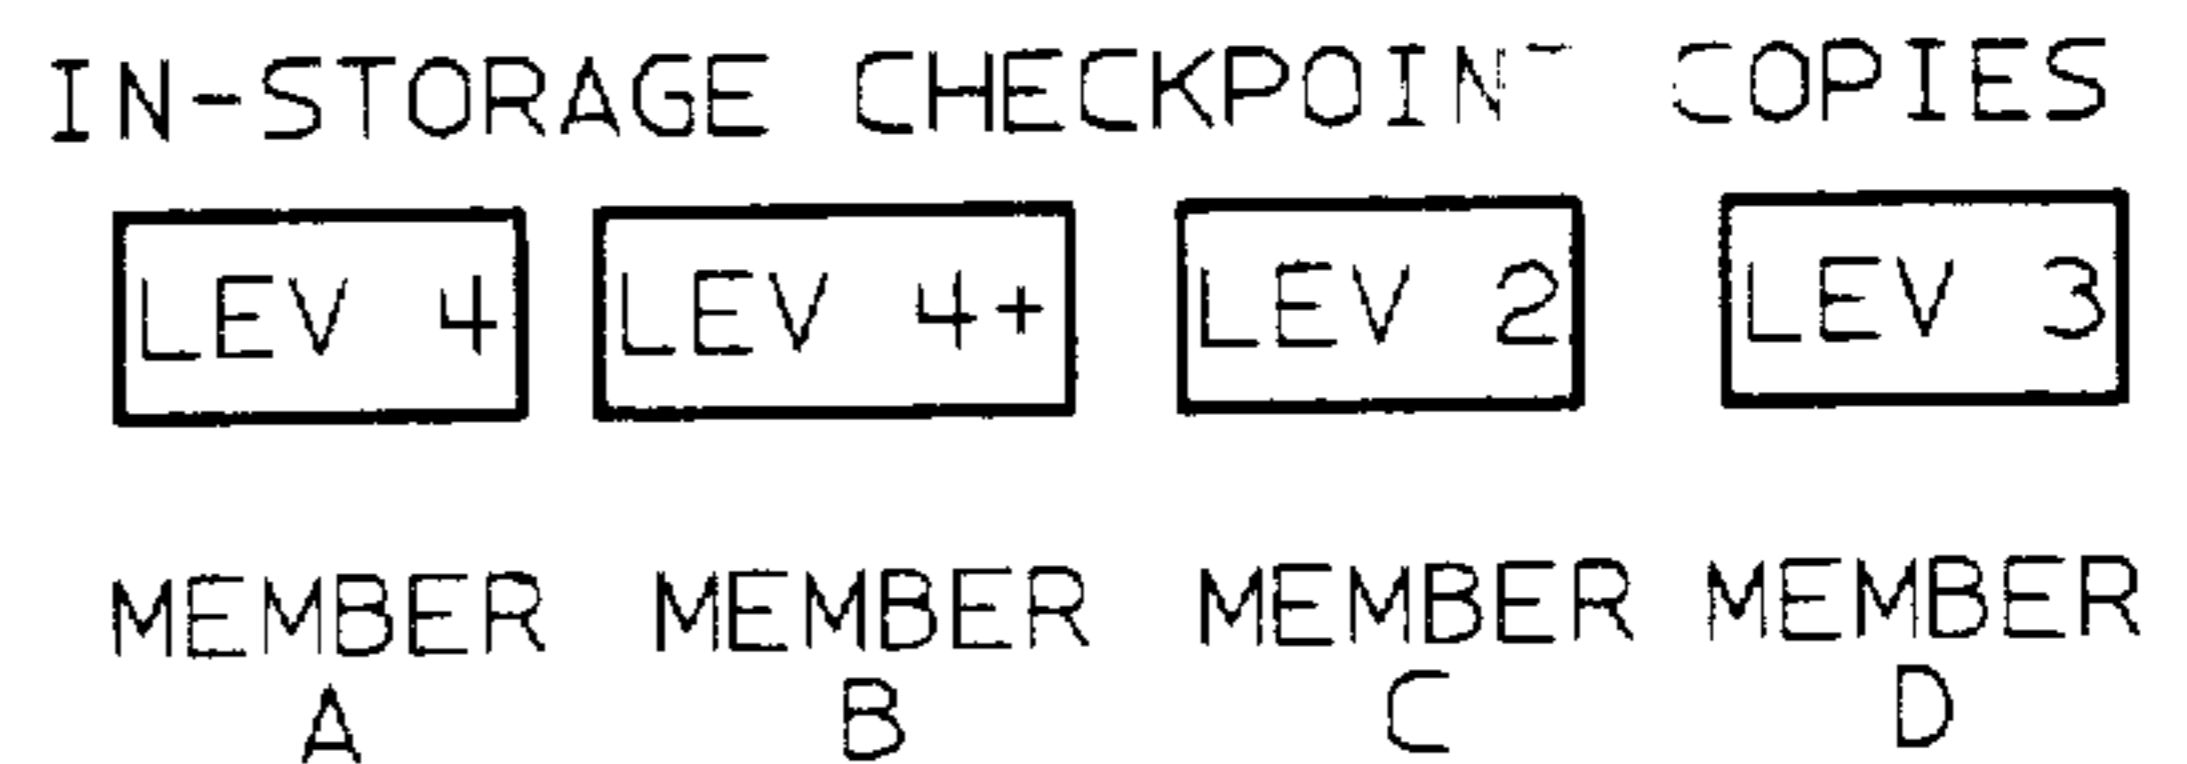 IN-STORAGE CHECKPOINT COPIES
LEV 4 LEV 4+ LEV 2 LEV 3
MEMBER MEMBER MEMBER MEMBER
A B C D